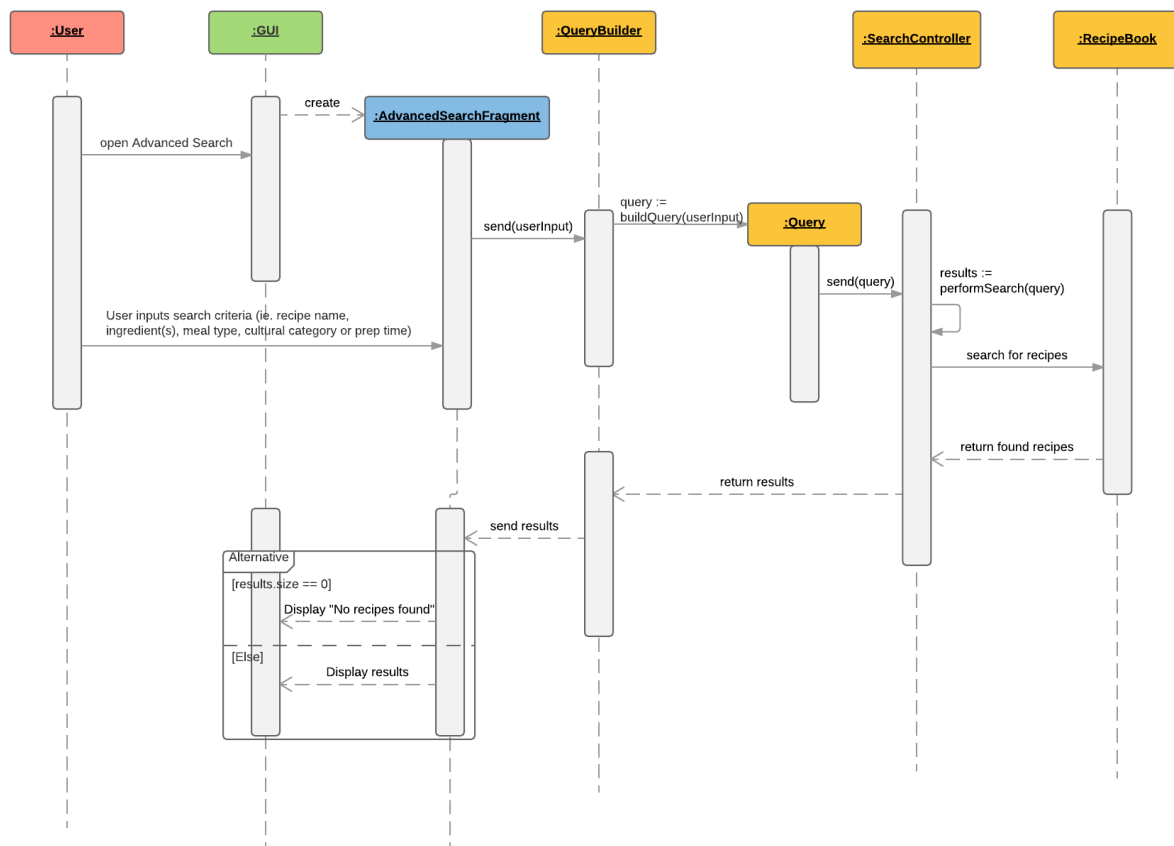 :User
:GUI
:QueryBuilder
:SearchController
:RecipeBook
create
:AdvancedSearchFragment
open Advanced Search
query :=
buildQuery(userInput)
:Query
send(userInput)
send(query)
results :=
performSearch(query)
User inputs search criteria (ie. recipe name,
ingredient(s), meal type, cultural category or prep time)
search for recipes
return found recipes
return results
send results
Alternative
[results.size == 0]
Display "No recipes found"
[Else]
Display results